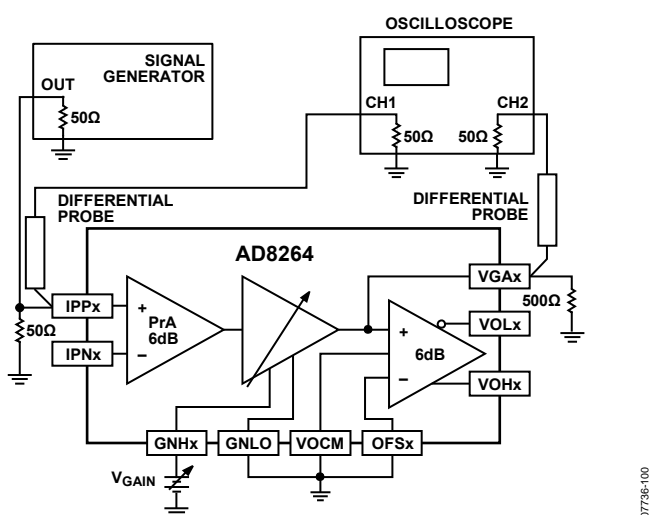 OSCILLOSCOPE
SIGNAL
GENERATOR
OUT
50Ω
CH1
CH2
50Ω
50Ω
DIFFERENTIAL
PROBE
DIFFERENTIAL
PROBE
AD8264
VGAx
IPPx
+
PrA
6dB
–
50Ω
IPNx
+
6dB
–
500Ω
VOLx
VOHx
GNHx
GNLO
VOCM
OFSx
VGAIN
07736-100